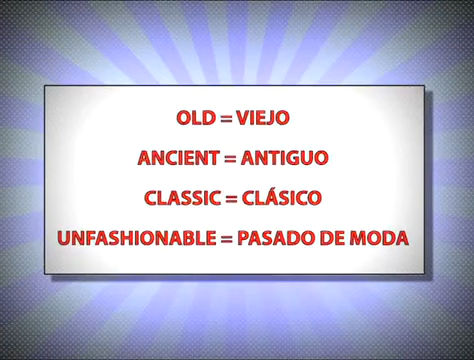 OLD = VIEJO
ANCIENT = ANTIGUO
CLASSIC = CLÁSICO
UNFASHIONABLE = PASADO DE MODA